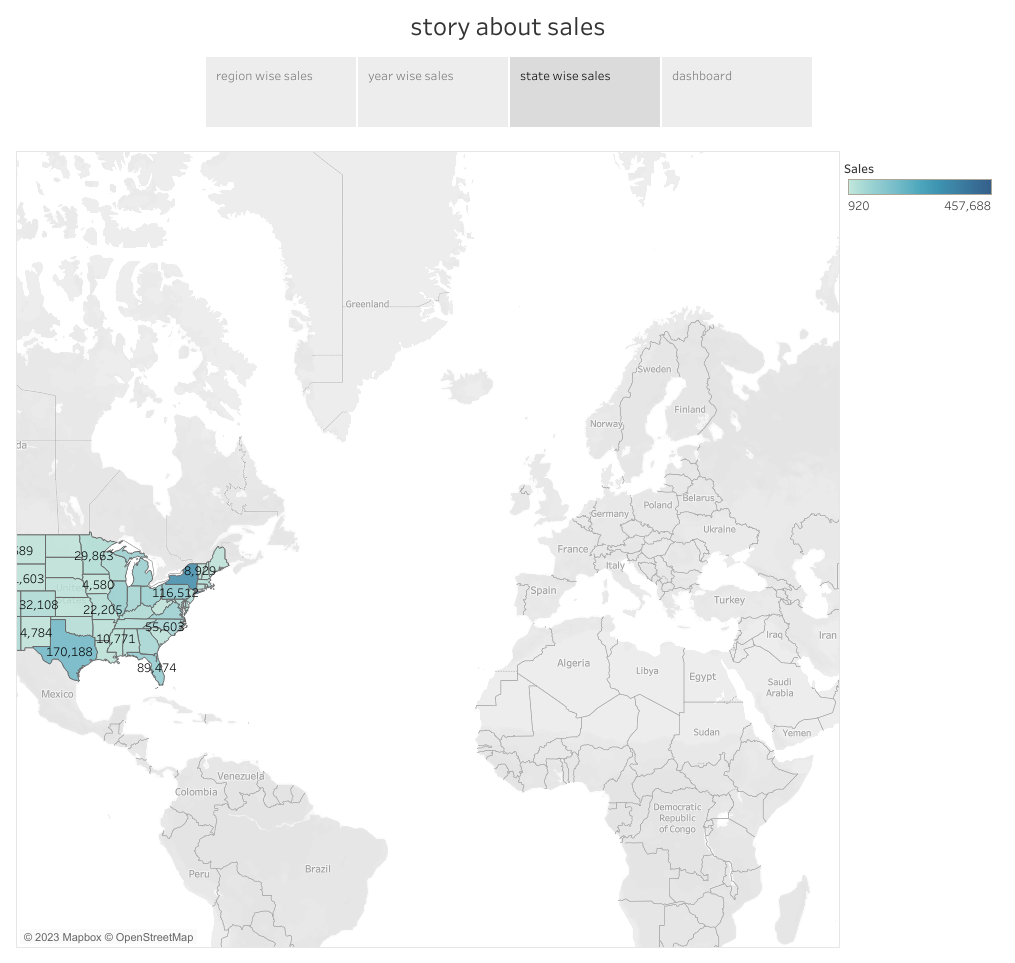 story about sales
region wise sales
year wise sales
state wise sales
dashboard
Sales
920
457,688
Greenland
Sweden
Finland
Norway
da
Belarus
Poland
Germany
Ukraine
France
Italy
Spain
Turkey
Iraq
Iran
Algeria
Libya
Egypt
Saudi
Arabia
Sudan
Yemen
29,863
8,929
4,580
116,512
32,108
22,205
55,603
4,784
10,771
170,188
89,474
Mexico
Venezuela
Colombia
Democratic
Republic
of Congo
Peru
Brazil
© 2023 Mapbox © OpenStreetMap